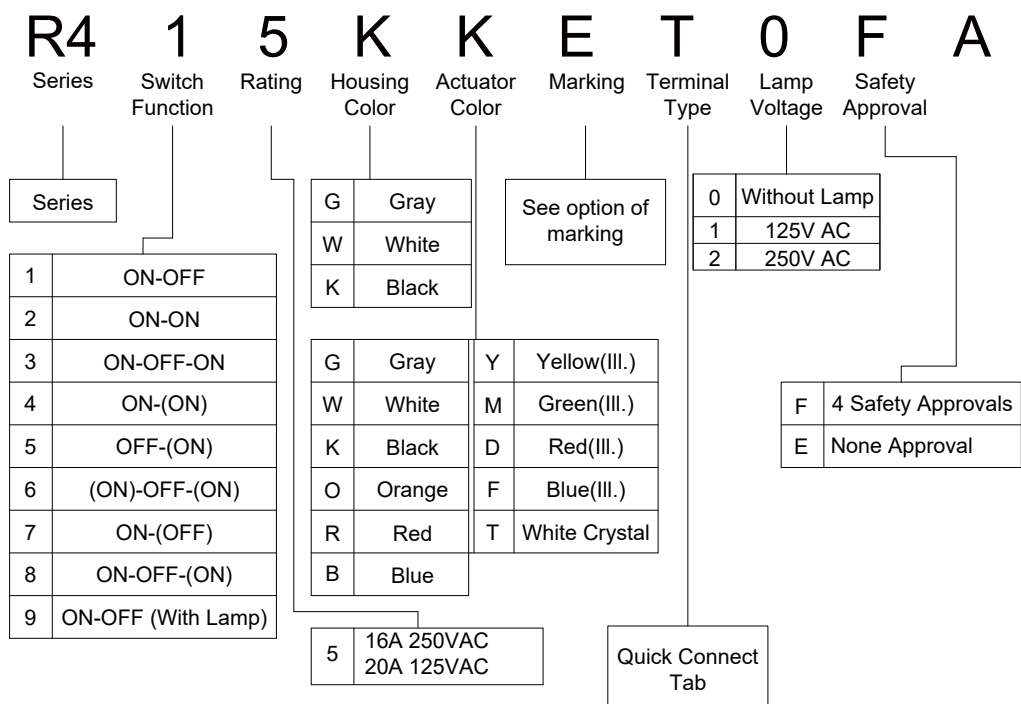 R4 1 5 K K E T 0 F A
Series Switch Rating Housing Actuator Marking Terminal Lamp Safety
Function Color Color Type Voltage Approval
Series
1 ON-OFF
2 ON-ON
3 ON-OFF-ON
4 ON-(ON)
5 OFF-(ON)
6 (ON)-OFF-(ON)
7 ON-(OFF)
8 ON-OFF-(ON)
9 ON-OFF (With Lamp)
G Gray
W White
K Black
G Gray
W White
K Black
O Orange
R Red
B Blue
Y Yellow(Ill.)
M Green(Ill.)
D Red(Ill.)
F Blue(Ill.)
T White Crystal
5 16A 250VAC
20A 125VAC
See option of
marking
Quick Connect
Tab
0 Without Lamp
1 125V AC
2 250V AC
F 4 Safety Approvals
E None Approval